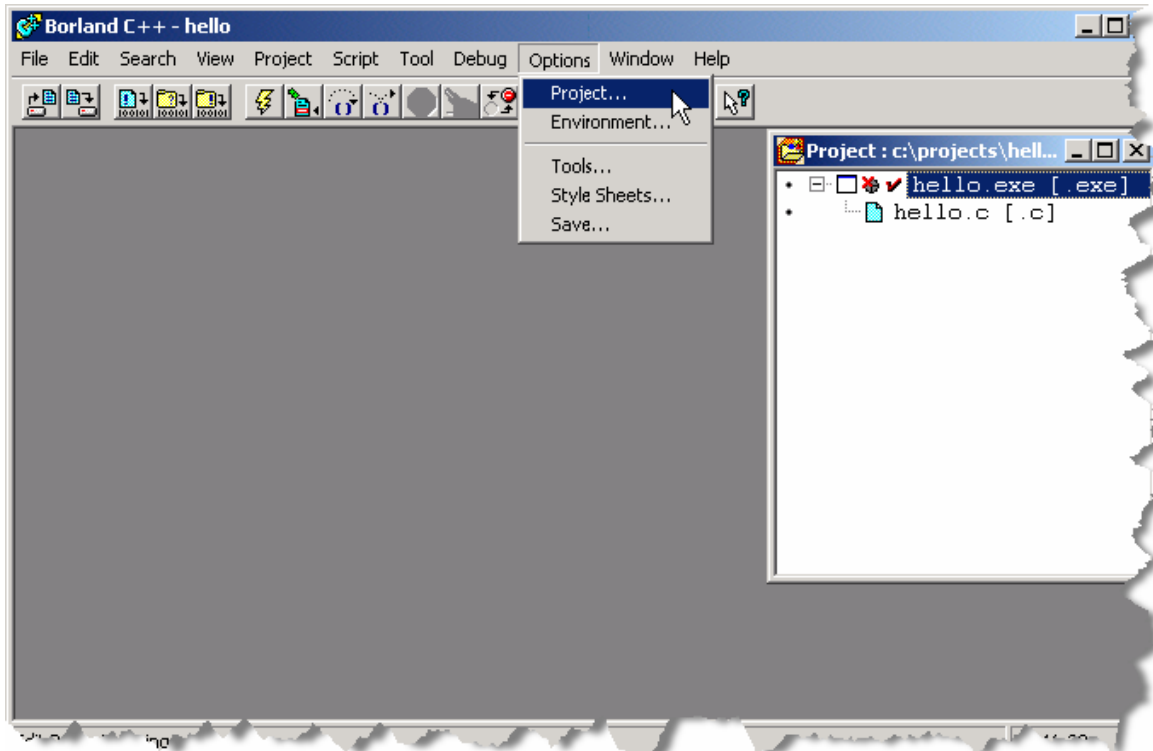 Borland C++ - hello
File Edit Search View Project Script Tool Debug Options Window Help
Project...
Environment...
Tools...
Style Sheets...
Save...
Project : c:\projects\hell...
hello.exe [.exe]
hello.c [.c]